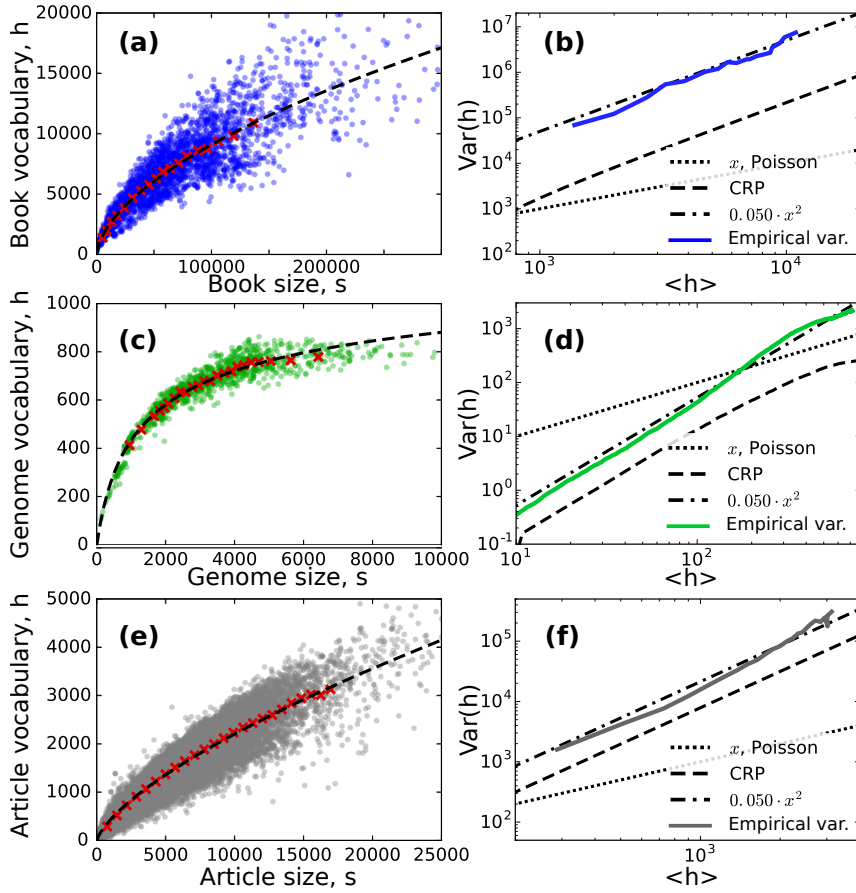 (a)
Book vocabulary, h
20000
15000
10000
5000
0
0
100000
200000
Book size, s
(b)
Var(h)
10^7
10^6
10^5
10^4
10^3
10^2
x, Poisson
CRP
0.050 · x^2
Empirical var.
10^3
10^4
<h>
(c)
Genome vocabulary, h
1000
800
600
400
200
0
0
2000
4000
6000
8000
10000
Genome size, s
(d)
Var(h)
10^3
10^2
10^1
10^0
10^-1
x, Poisson
CRP
0.050 · x^2
Empirical var.
10^1
10^2
<h>
(e)
Article vocabulary, h
5000
4000
3000
2000
1000
0
0
5000
10000
15000
20000
25000
Article size, s
(f)
Var(h)
10^5
10^4
10^3
10^2
x, Poisson
CRP
0.050 · x^2
Empirical var.
10^3
<h>